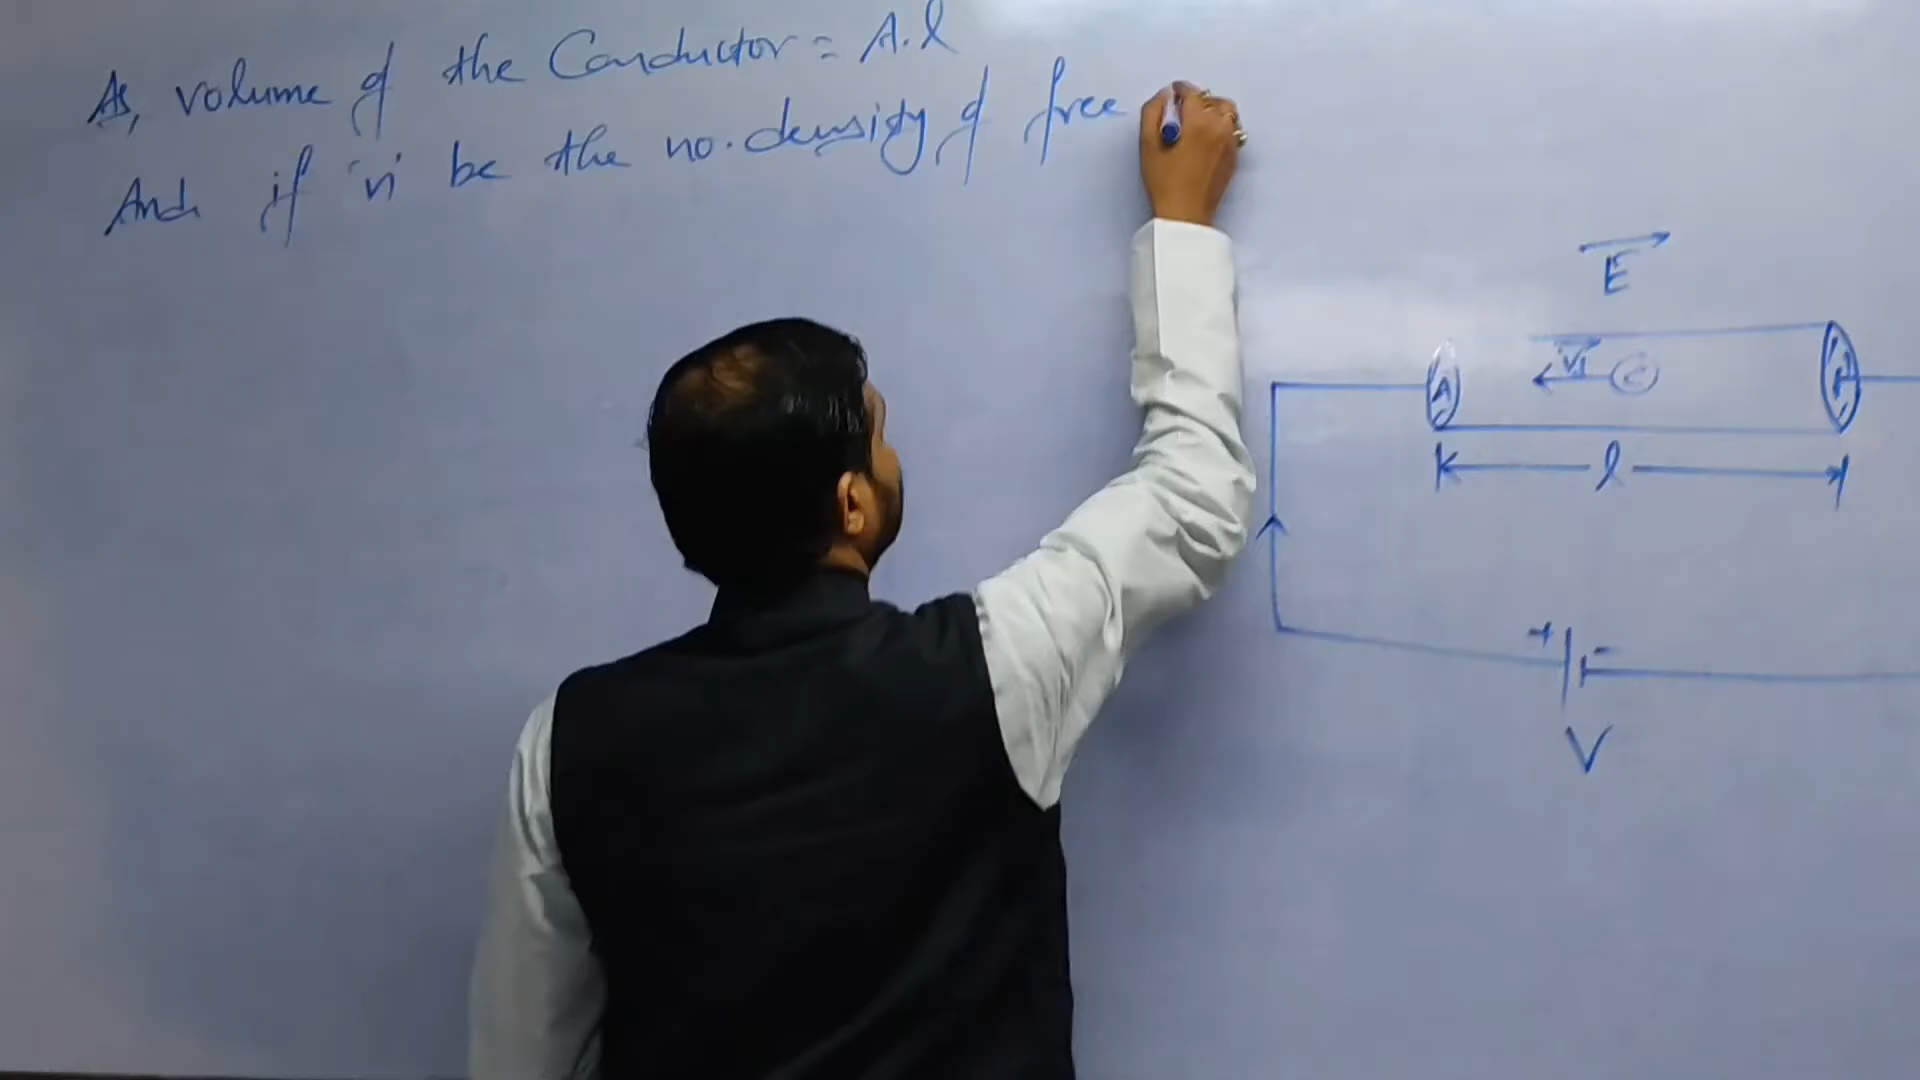 As, volume of the Conductor = A.l
And if 'n' be the no. density of free
E
A
e
l
+ -
V